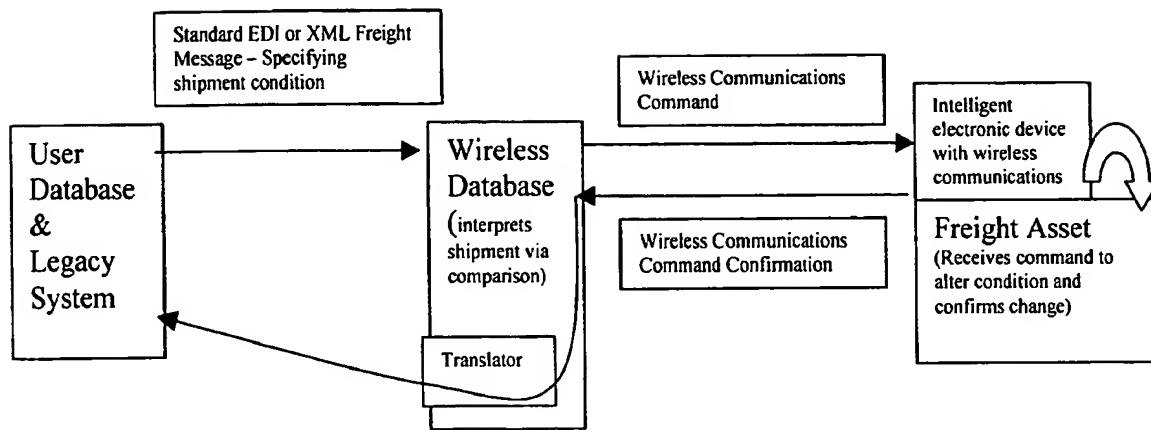 Standard EDI or XML Freight
Message – Specifying
shipment condition
Wireless Communications
Command
User
Database
&
Legacy
System
Wireless
Database
(interprets
shipment via
comparison)
Translator
Wireless Communications
Command Confirmation
Intelligent
electronic device
with wireless
communications
Freight Asset
(Receives command to
alter condition and
confirms change)